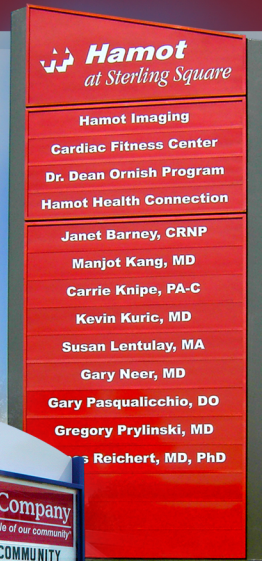 Hamot
at Sterling Square
Hamot Imaging
Cardiac Fitness Center
Dr. Dean Ornish Program
Hamot Health Connection
Janet Barney, CRNP
Manjot Kang, MD
Carrie Knipe, PA-C
Kevin Kuric, MD
Susan Lentulay, MA
Gary Neer, MD
Gary Pasqualicchio, DO
Gregory Prylinski, MD
Reichert, MD, PhD
Company
of our community"
COMMUNITY